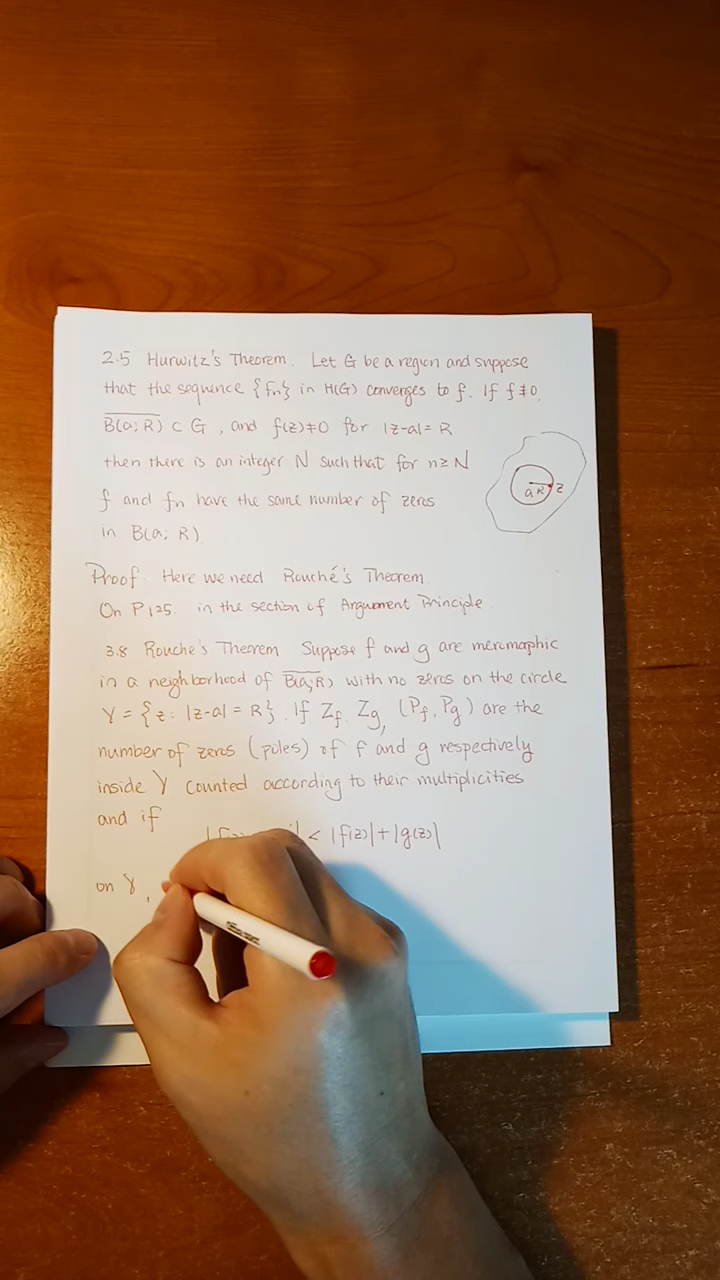 2.5 Hurwitz's Theorem. Let G be a region and suppose
that the sequence {fn} in H(G) converges to f. If f≢0,
B(a; R) ⊂ G, and f(z)≠0 for |z-a|= R
then there is an integer N such that for n≥N
f and fn have the same number of zeros
in B(a; R)
a R z
Proof. Here we need Rouché's Theorem.
On P125. in the section of Argument Principle
3.8 Rouche's Theorem Suppose f and g are meromorphic
in a neighborhood of B(a;R) with no zeros on the circle
γ = {z: |z-a| = R}. If Zf, Zg, (Pf, Pg) are the
number of zeros (poles) of f and g respectively
inside γ counted according to their multiplicities
and if
| < |f(z)|+|g(z)|
on γ,